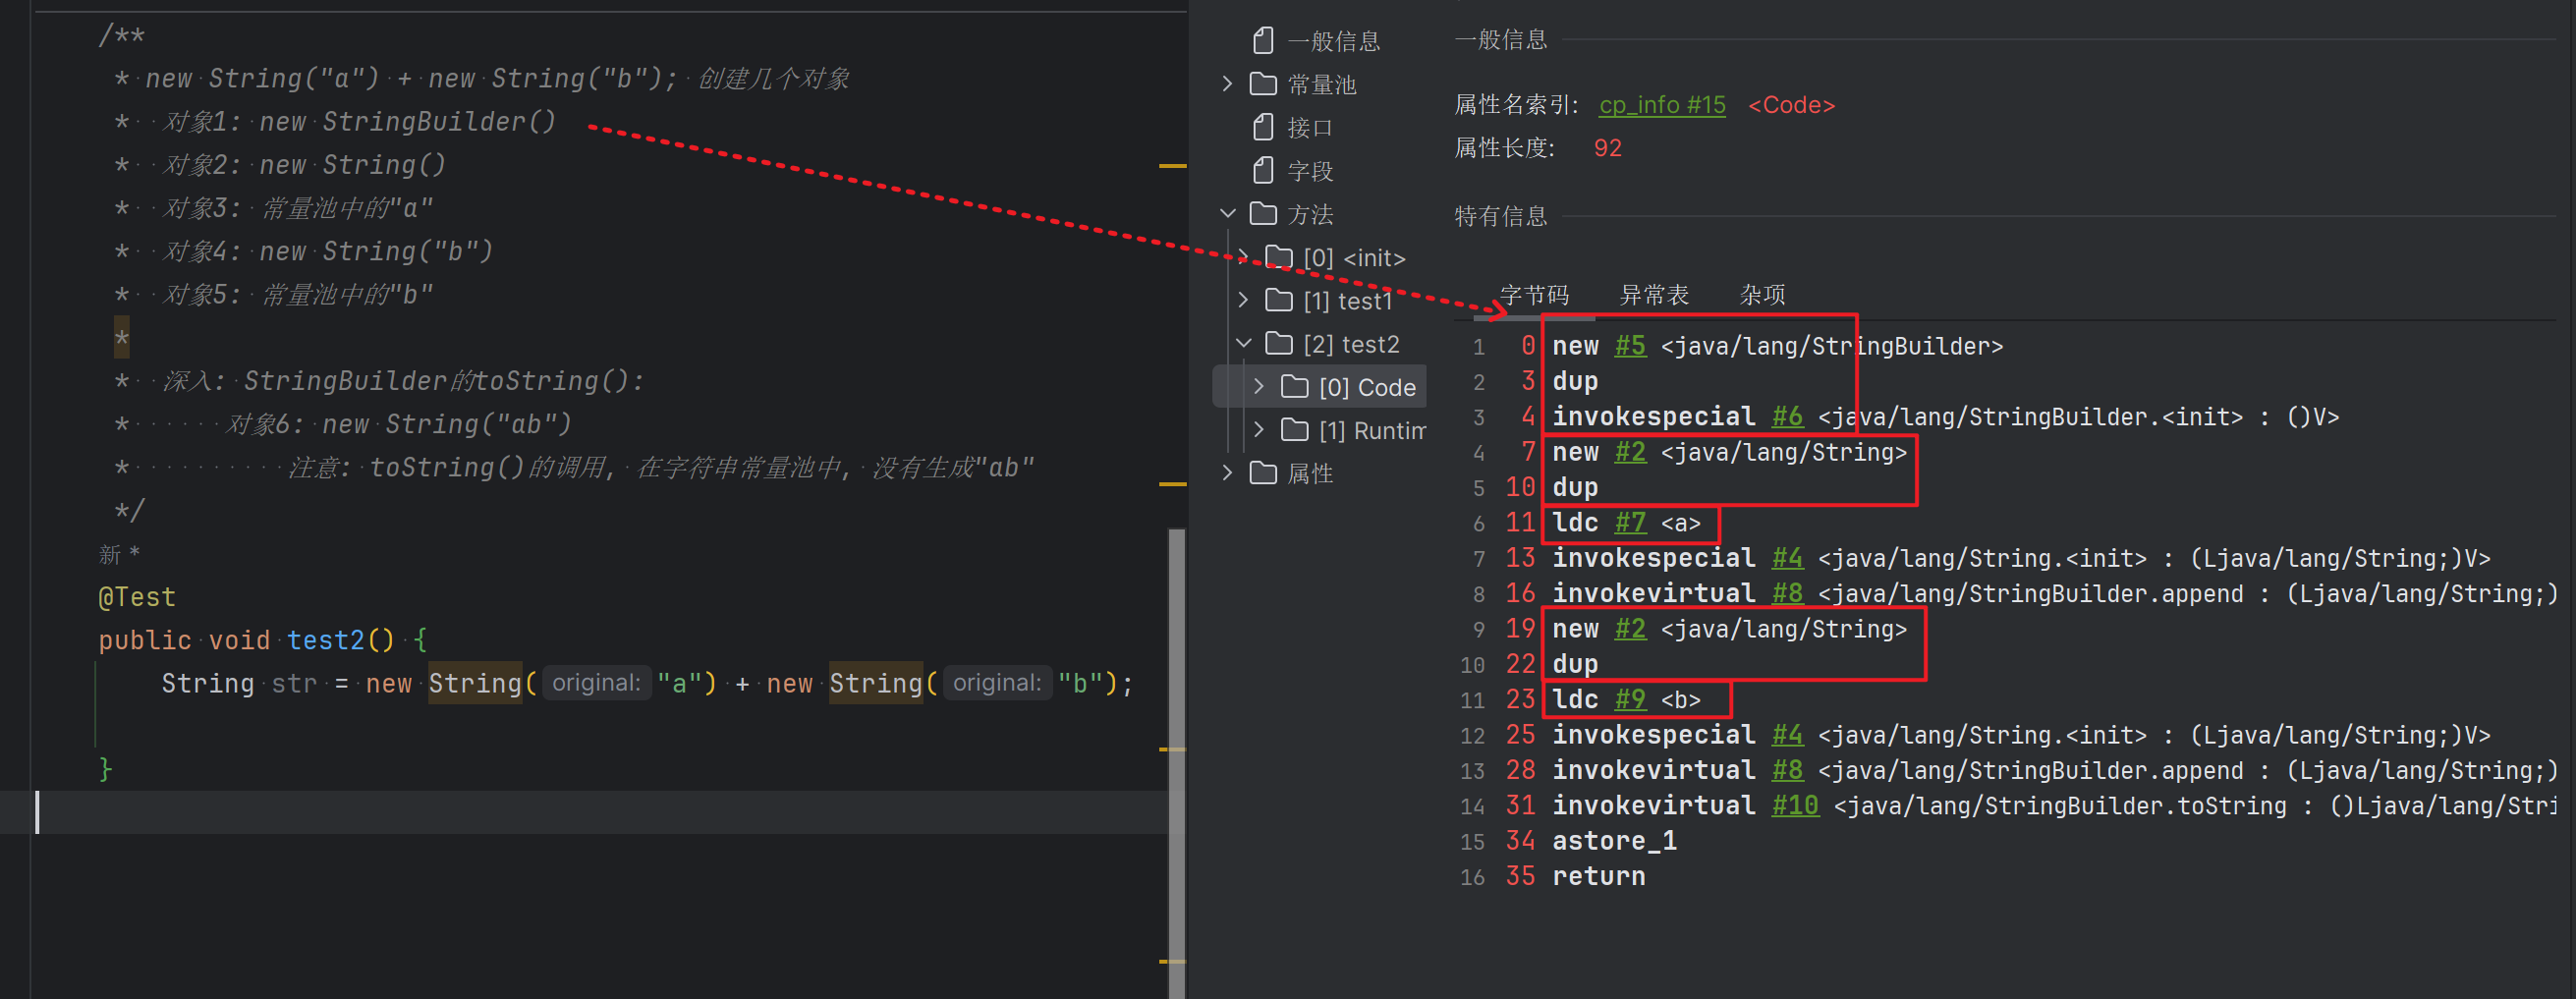 /**
* new String("a") + new String("b"); 创建几个对象
* 对象1: new StringBuilder()
* 对象2: new String()
* 对象3: 常量池中的"a"
* 对象4: new String("b")
* 对象5: 常量池中的"b"
*
* 深入: StringBuilder的toString():
* 对象6: new String("ab")
* 注意: toString()的调用, 在字符串常量池中, 没有生成"ab"
*/
新 *
@Test
public void test2() {
String str = new String( original: "a") + new String( original: "b");
}
一般信息
常量池
接口
字段
方法
[0] <init>
[1] test1
[2] test2
[0] Code
[1] Runtim
属性
一般信息
属性名索引: cp_info #15 <Code>
属性长度: 92
特有信息
字节码 异常表 杂项
1 0 new #5 <java/lang/StringBuilder>
2 3 dup
3 4 invokespecial #6 <java/lang/StringBuilder.<init> : ()V>
4 7 new #2 <java/lang/String>
5 10 dup
6 11 ldc #7 <a>
7 13 invokespecial #4 <java/lang/String.<init> : (Ljava/lang/String;)V>
8 16 invokevirtual #8 <java/lang/StringBuilder.append : (Ljava/lang/String;)
9 19 new #2 <java/lang/String>
10 22 dup
11 23 ldc #9 <b>
12 25 invokespecial #4 <java/lang/String.<init> : (Ljava/lang/String;)V>
13 28 invokevirtual #8 <java/lang/StringBuilder.append : (Ljava/lang/String;)
14 31 invokevirtual #10 <java/lang/StringBuilder.toString : ()Ljava/lang/Stri
15 34 astore_1
16 35 return